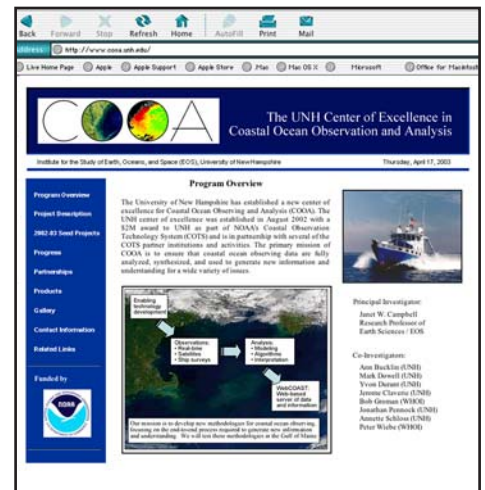 Back Forward Stop Refresh Home AutoFill Print Mail
address http://www.cooa.unh.edu/
Live Home Page Apple Apple Support Apple Store .Mac Mac OS X Microsoft Office for Macintosh
COOA
The UNH Center of Excellence in
Coastal Ocean Observation and Analysis
Institute for the Study of Earth, Oceans, and Space (EOS), University of New Hampshire Thursday, April 17, 2003
Program Overview
Project Description
2002-03 Seed Projects
Progress
Partnerships
Products
Gallery
Contact Information
Related Links
Funded by
NOAA
Program Overview
The University of New Hampshire has established a new center of
excellence for Coastal Ocean Observing and Analysis (COOA). The
UNH center of excellence was established in August 2002 with a
$2M award to UNH as part of NOAA's Coastal Observation
Technology System (COTS) and is in partnership with several of the
COTS partner institutions and activities. The primary mission of
COOA is to ensure that coastal ocean observing data are fully
analyzed, synthesized, and used to generate new information and
understanding for a wide variety of issues.
Enabling
technology
development
Observations:
• Real-time
• Satellites
• Ship surveys
Analysis:
• Modeling
• Algorithms
• Interpretation
WebCOAST:
Web-based
server of data
and information
Our mission is to develop new methodologies for coastal ocean observing,
focusing on the end-to-end process required to generate new information
and understanding. We will test these methodologies in the Gulf of Maine
Principal Investigator:
Janet W. Campbell
Research Professor of
Earth Sciences / EOS
Co-Investigators:
Ann Bucklin (UNH)
Mark Dowell (UNH)
Yvon Durant (UNH)
Jerome Claverie (UNH)
Bob Groman (WHOI)
Jonathan Pennock (UNH)
Annette Schloss (UNH)
Peter Wiebe (WHOI)